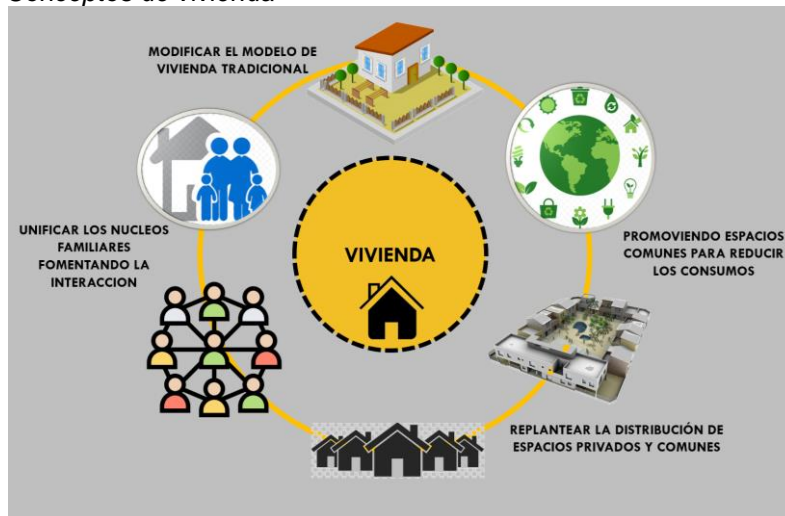 Conceptos de vivienda
MODIFICAR EL MODELO DE
VIVIENDA TRADICIONAL
UNIFICAR LOS NUCLEOS
FAMILIARES
FOMENTANDO LA
INTERACCION
VIVIENDA
PROMOVIENDO ESPACIOS
COMUNES PARA REDUCIR
LOS CONSUMOS
REPLANTEAR LA DISTRIBUCIÓN DE
ESPACIOS PRIVADOS Y COMUNES